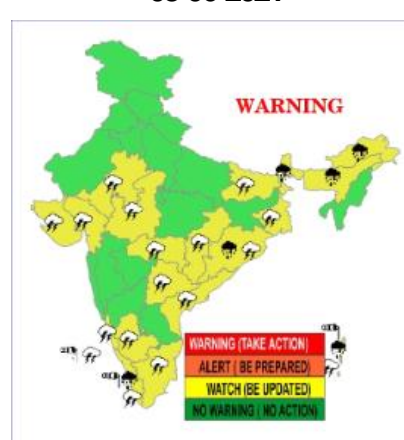 WARNING
WARNING (TAKE ACTION)
ALERT ( BE PREPARED)
WATCH (BE UPDATED)
NO WARNING ( NO ACTION)